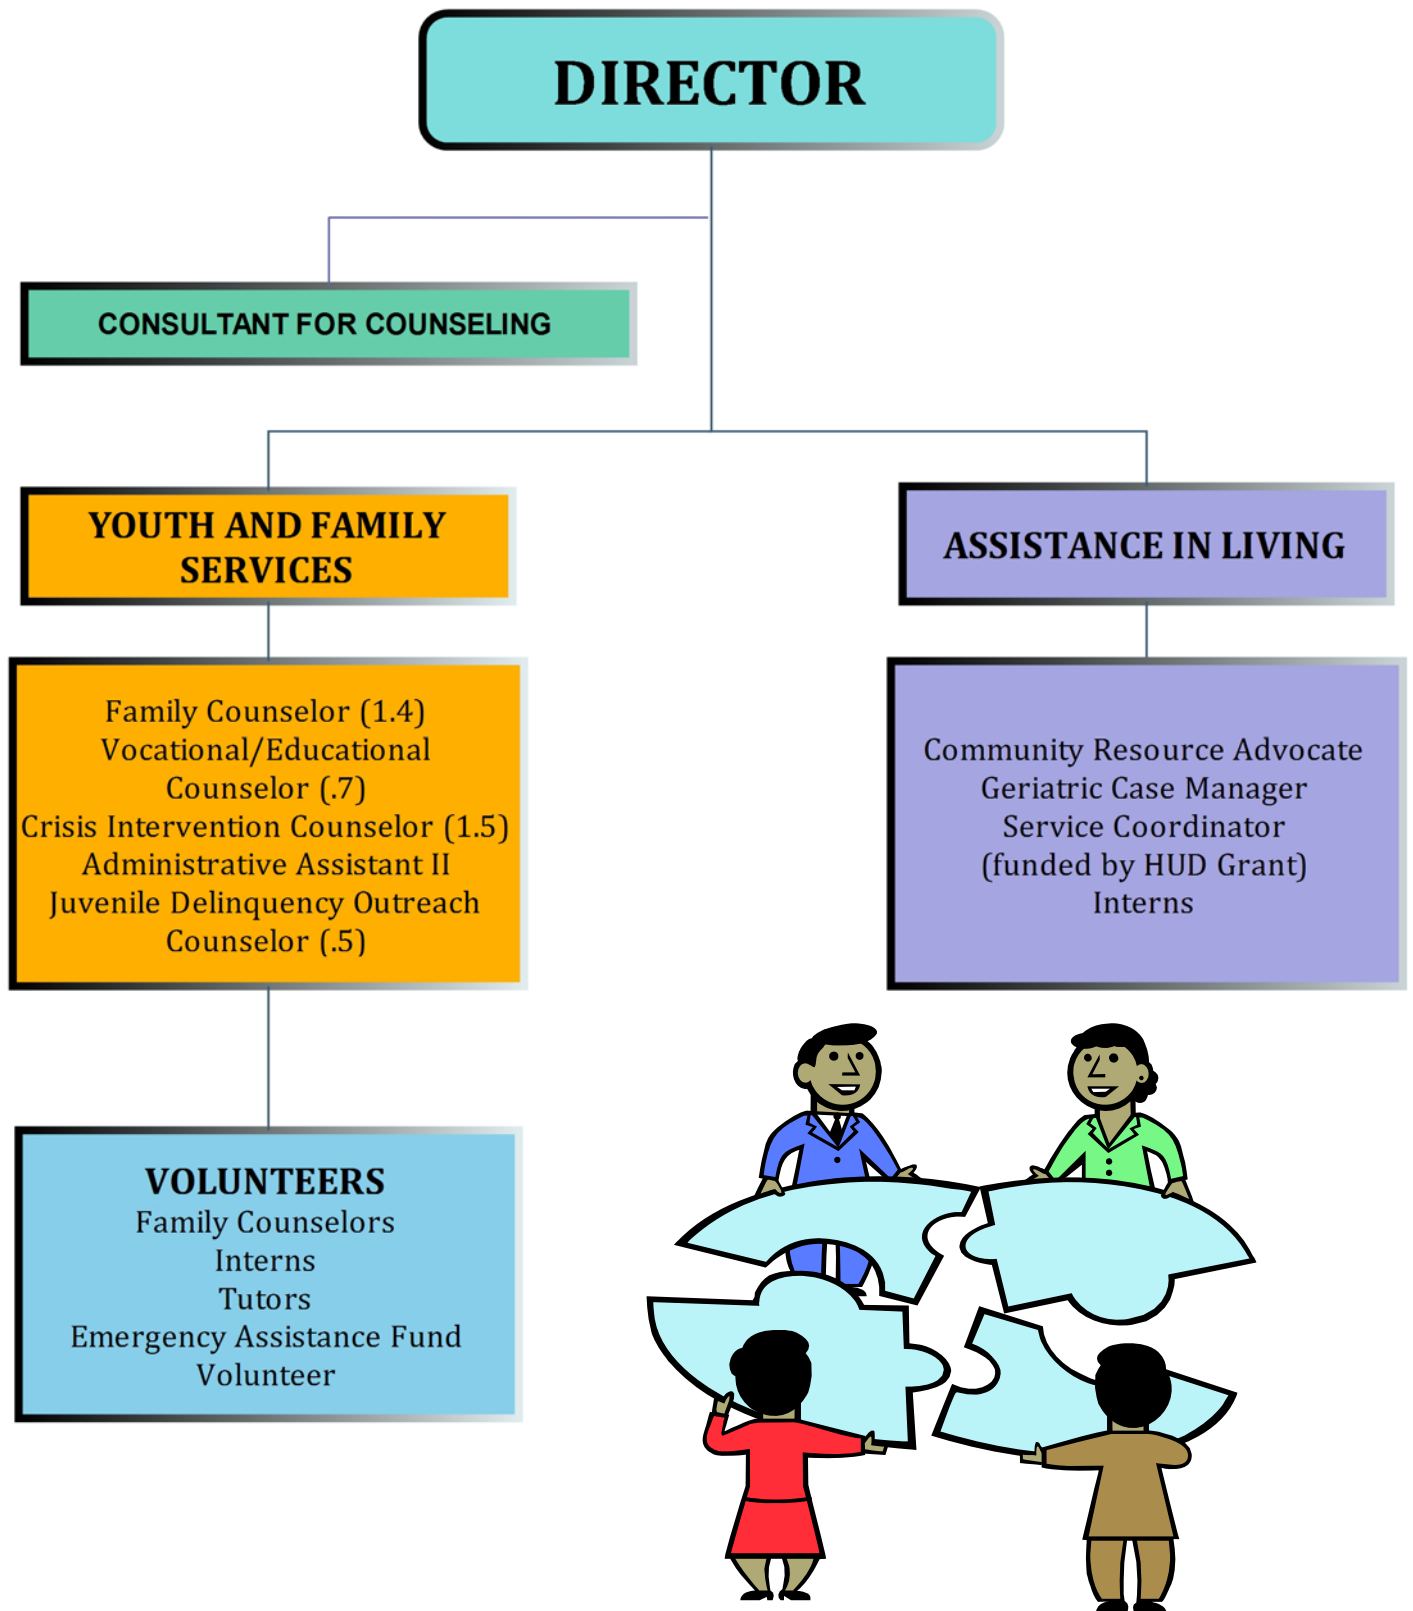 DIRECTOR
CONSULTANT FOR COUNSELING
YOUTH AND FAMILY
SERVICES
ASSISTANCE IN LIVING
Family Counselor (1.4)
Vocational/Educational
Counselor (.7)
Crisis Intervention Counselor (1.5)
Administrative Assistant II
Juvenile Delinquency Outreach
Counselor (.5)
Community Resource Advocate
Geriatric Case Manager
Service Coordinator
(funded by HUD Grant)
Interns
VOLUNTEERS
Family Counselors
Interns
Tutors
Emergency Assistance Fund
Volunteer